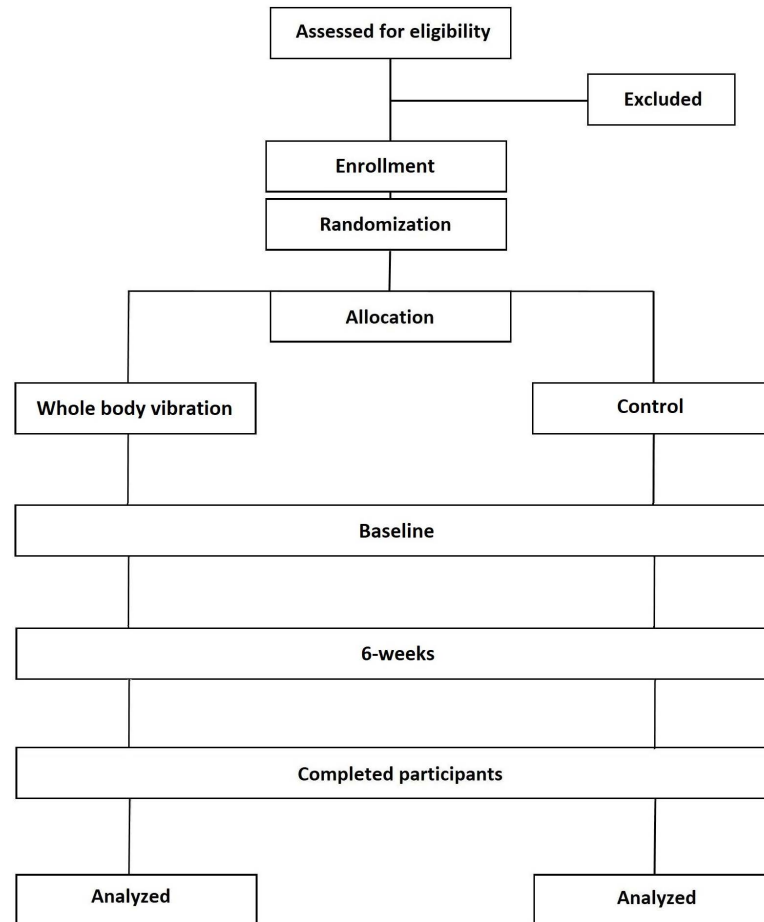 Assessed for eligibility
Excluded
Enrollment
Randomization
Allocation
Whole body vibration
Control
Baseline
6-weeks
Completed participants
Analyzed
Analyzed